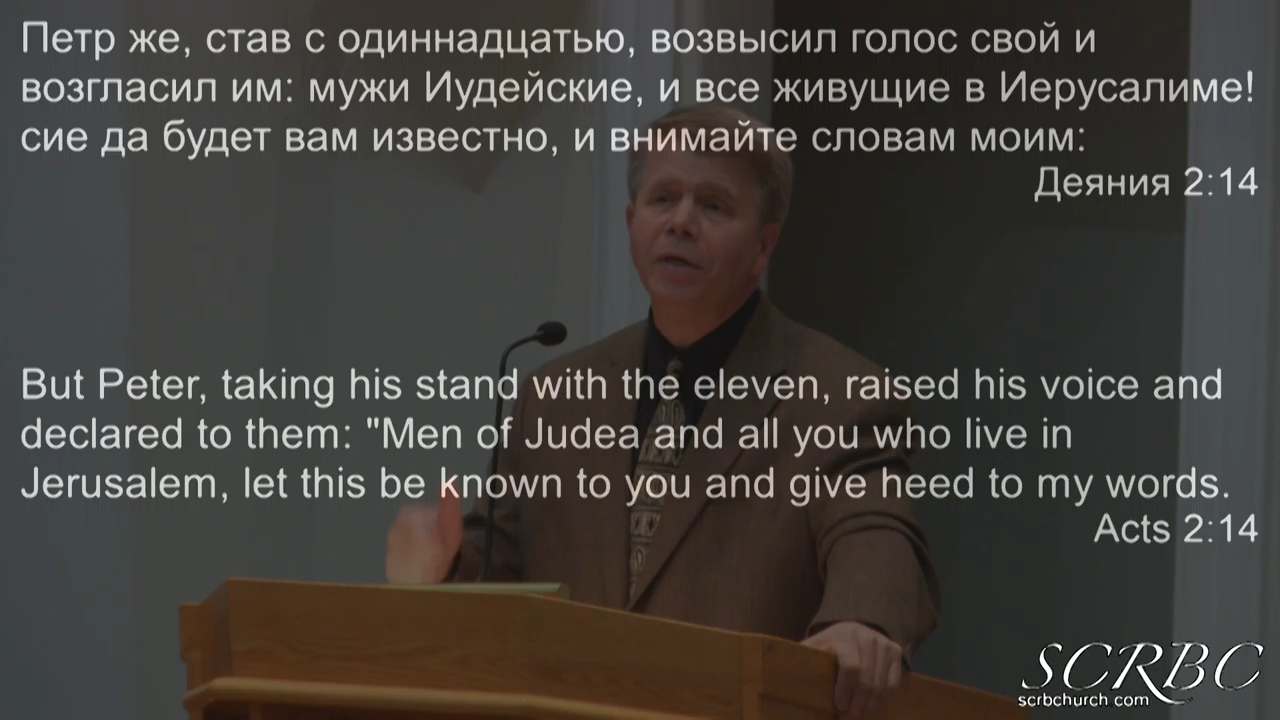 Петр же, став с одиннадцатью, возвысил голос свой и
возгласил им: мужи Иудейские, и все живущие в Иерусалиме!
сие да будет вам известно, и внимайте словам моим:
Деяния 2:14
But Peter, taking his stand with the eleven, raised his voice and
declared to them: "Men of Judea and all you who live in
Jerusalem, let this be known to you and give heed to my words.
Acts 2:14
SCRBC
scrbchurch.com